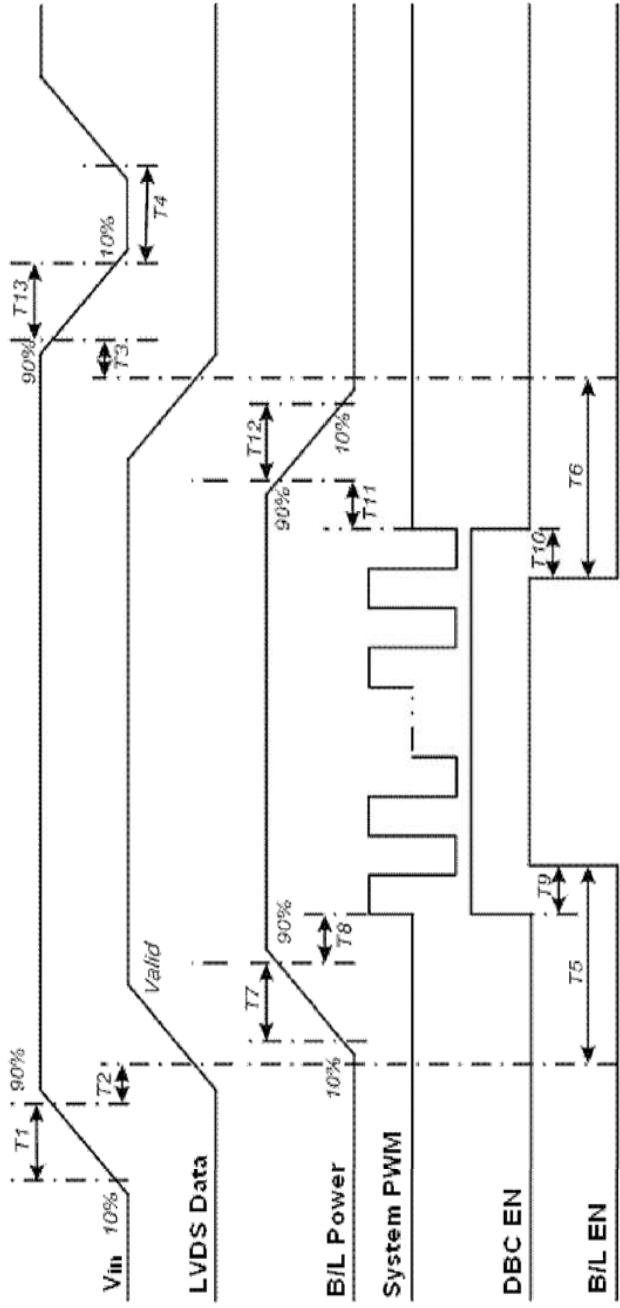 Vin
10%
T1
90%
90%
T13
10%
T4
LVDS Data
T2
Valid
T3
B/L Power
10%
T7
90%
T8
90%
T12
10%
T11
System PWM
DBC EN
T9
T10
B/L EN
T5
T6